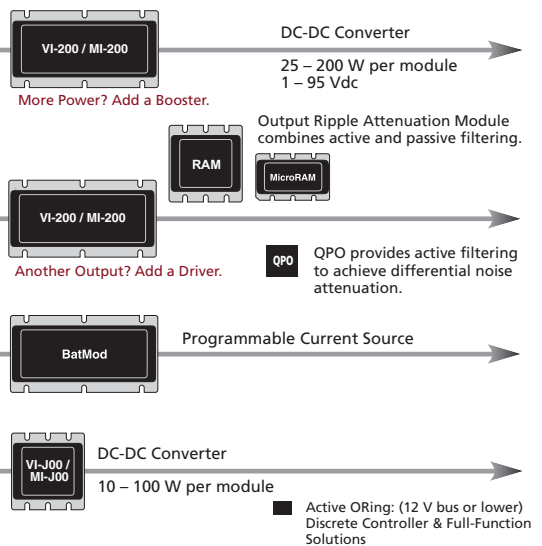 VI-200 / MI-200
DC-DC Converter
25 – 200 W per module
1 – 95 Vdc
More Power? Add a Booster.
Output Ripple Attenuation Module
combines active and passive filtering.
RAM
MicroRAM
VI-200 / MI-200
QPO
QPO provides active filtering
to achieve differential noise
attenuation.
Another Output? Add a Driver.
BatMod
Programmable Current Source
VI-J00 /
MI-J00
DC-DC Converter
10 – 100 W per module
Active ORing: (12 V bus or lower)
Discrete Controller & Full-Function
Solutions